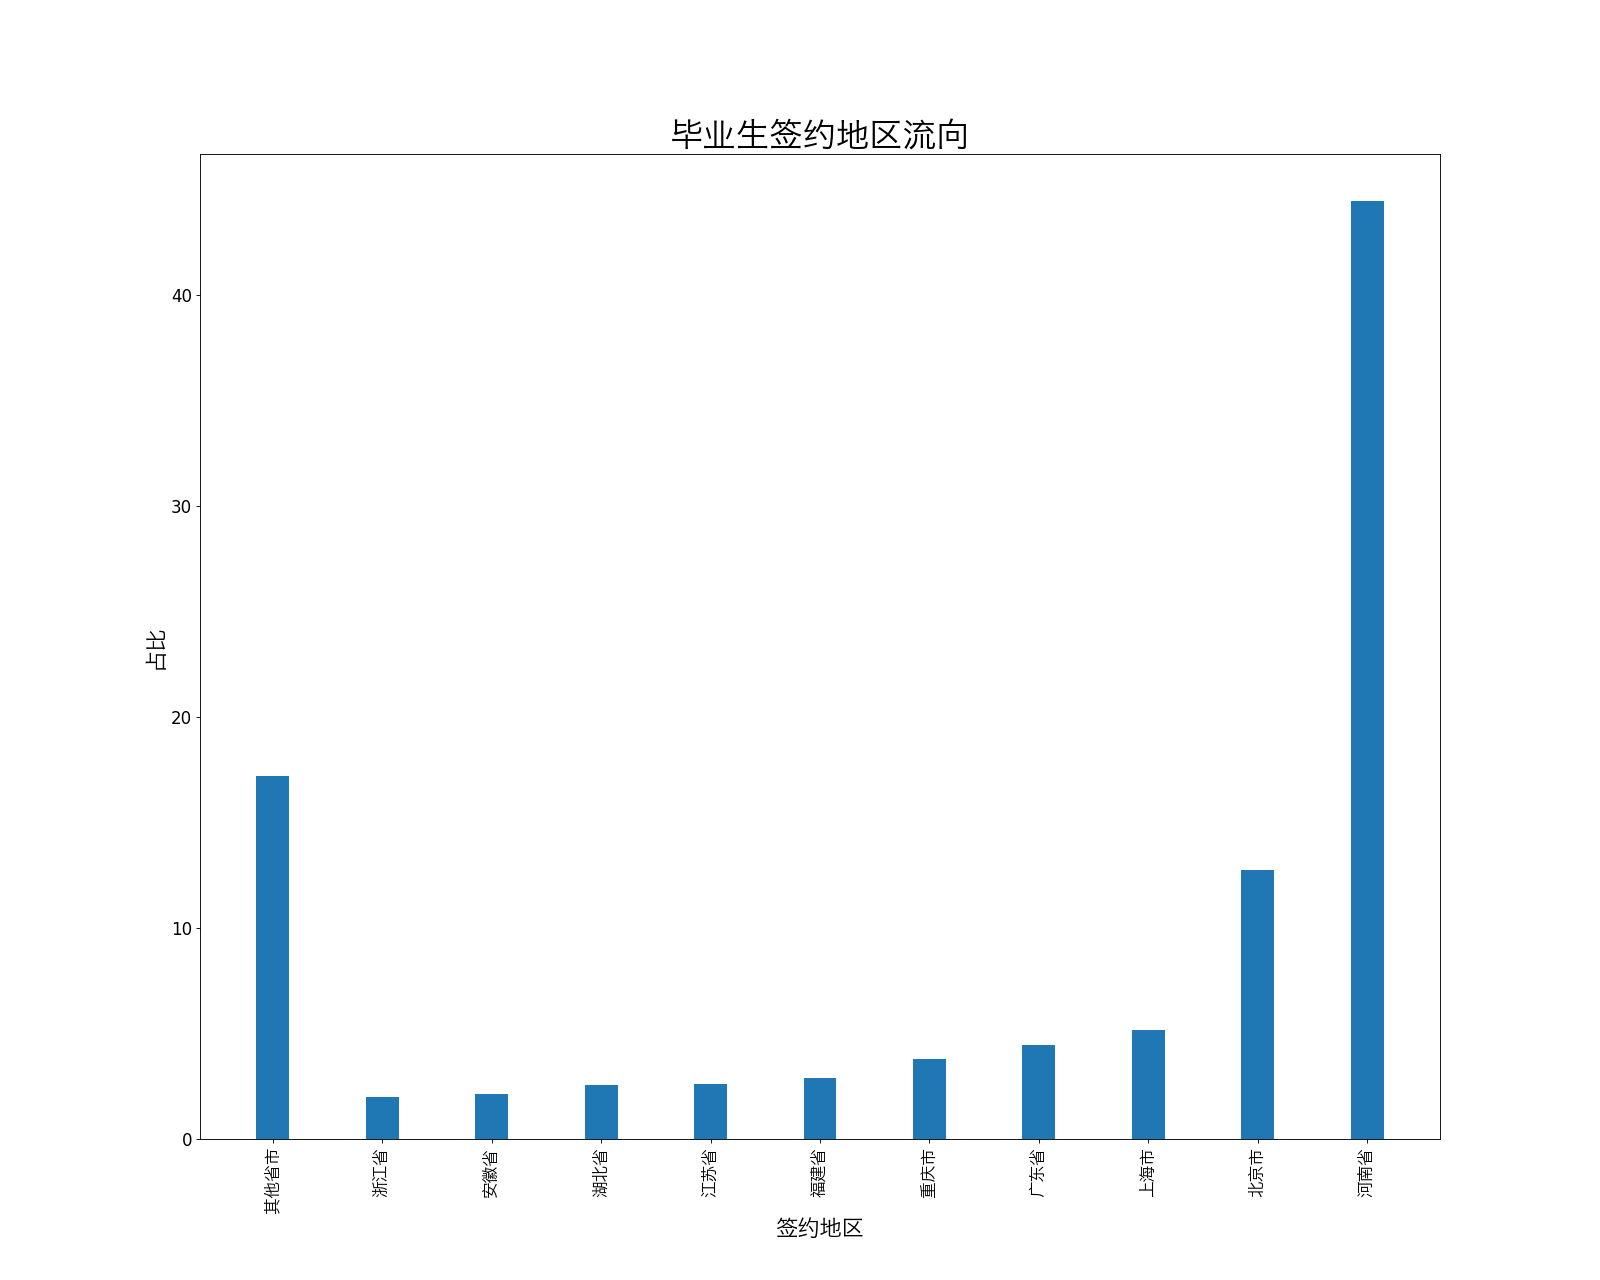 毕业生签约地区流向
占比
40
30
20
10
0
其他省市
浙江省
安徽省
湖北省
江苏省
福建省
重庆市
广东省
上海市
北京市
河南省
签约地区